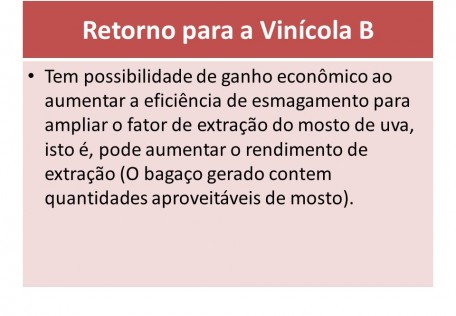 Retorno para a Vinícola B
• Tem possibilidade de ganho econômico ao
aumentar a eficiência de esmagamento para
ampliar o fator de extração do mosto de uva,
isto é, pode aumentar o rendimento de
extração (O bagaço gerado contem
quantidades aproveitáveis de mosto).